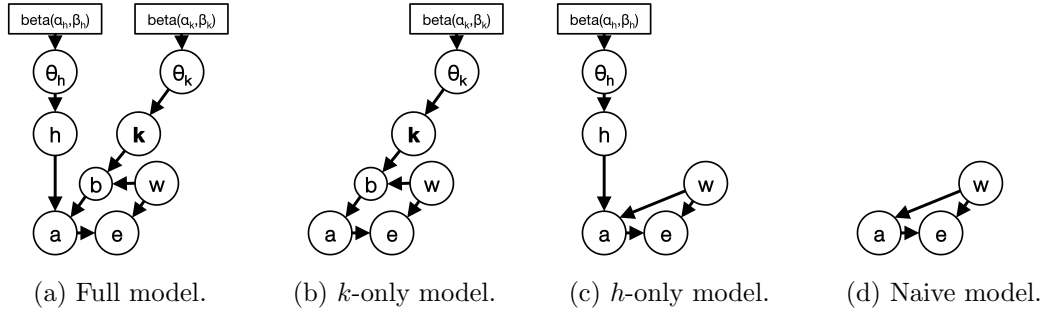 beta(αₕ,βₕ) beta(αₖ,βₖ) beta(αₖ,βₖ) beta(αₕ,βₕ)
θₕ θₖ θₖ θₕ
h k k h
b w b w w w
a e a e a e a e
(a) Full model. (b) k-only model. (c) h-only model. (d) Naive model.